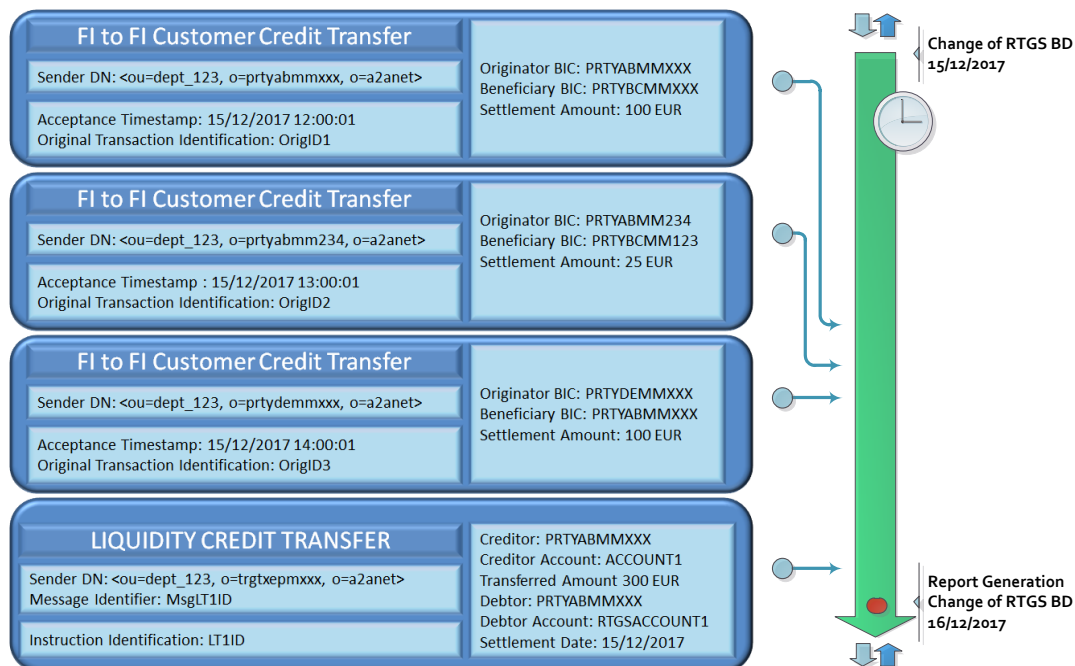 FI to FI Customer Credit Transfer
Sender DN: <ou=dept_123, o=prtyabmmxxx, o=a2anet>
Acceptance Timestamp: 15/12/2017 12:00:01
Original Transaction Identification: OrigID1
Originator BIC: PRTYABMMXXX
Beneficiary BIC: PRTYBCMMXXX
Settlement Amount: 100 EUR
FI to FI Customer Credit Transfer
Sender DN: <ou=dept_123, o=prtyabmm234, o=a2anet>
Acceptance Timestamp : 15/12/2017 13:00:01
Original Transaction Identification: OrigID2
Originator BIC: PRTYABMM234
Beneficiary BIC: PRTYBCMM123
Settlement Amount: 25 EUR
FI to FI Customer Credit Transfer
Sender DN: <ou=dept_123, o=prtydemmxxx, o=a2anet>
Acceptance Timestamp: 15/12/2017 14:00:01
Original Transaction Identification: OrigID3
Originator BIC: PRTYDEMMXXX
Beneficiary BIC: PRTYABMMXXX
Settlement Amount: 100 EUR
LIQUIDITY CREDIT TRANSFER
Sender DN: <ou=dept_123, o=trgtxepmxxx, o=a2anet>
Message Identifier: MsgLT1ID
Instruction Identification: LT1ID
Creditor: PRTYABMMXXX
Creditor Account: ACCOUNT1
Transferred Amount 300 EUR
Debtor: PRTYABMMXXX
Debtor Account: RTGSACCOUNT1
Settlement Date: 15/12/2017
Change of RTGS BD
15/12/2017
Report Generation
Change of RTGS BD
16/12/2017